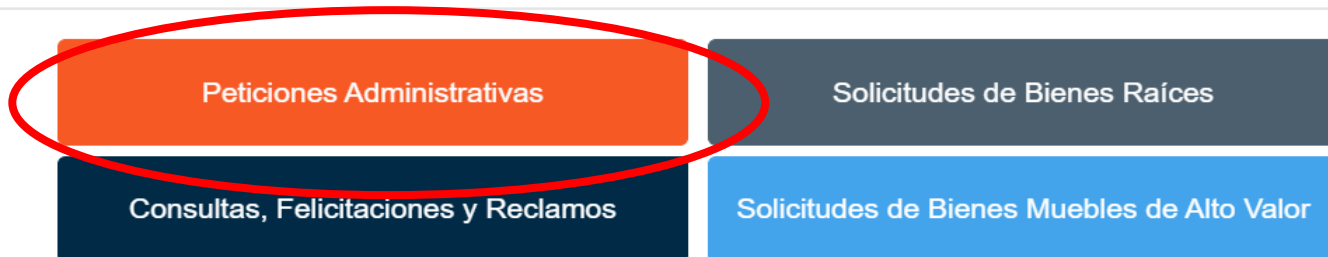 Peticiones Administrativas
Solicitudes de Bienes Raíces
Consultas, Felicitaciones y Reclamos
Solicitudes de Bienes Muebles de Alto Valor